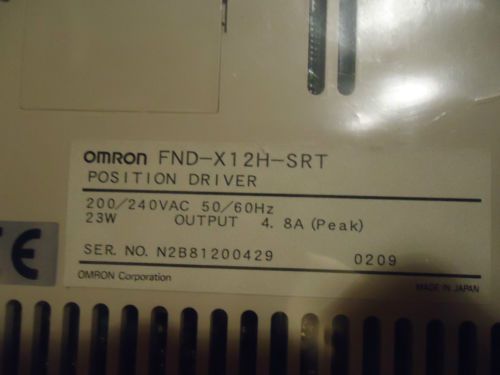 OMRON FND-X12H-SRT
POSITION DRIVER
200/240VAC 50/60Hz
23W OUTPUT 4.8A (Peak)
SER. NO. N2B81200429 0209
OMRON Corporation MADE IN JAPAN
CE